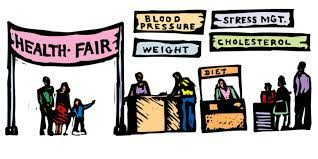 HEALTH·FAIR
BLOOD
PRESSURE
STRESS MGT.
WEIGHT
CHOLESTEROL
DIET